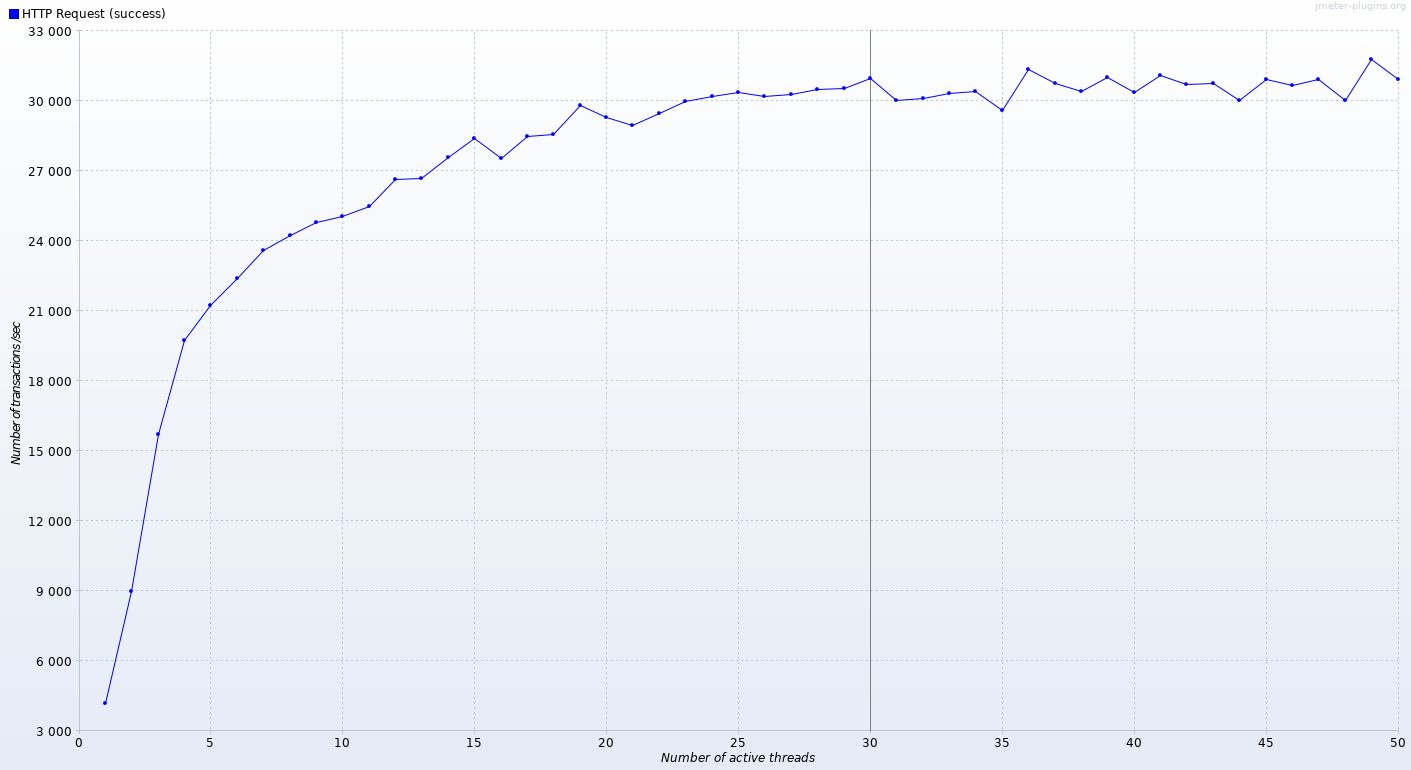 HTTP Request (success)
jmeter-plugins.org
33 000
30 000
27 000
24 000
21 000
18 000
15 000
12 000
9 000
6 000
3 000
Number of transactions /sec
0 5 10 15 20 25 30 35 40 45 50
Number of active threads